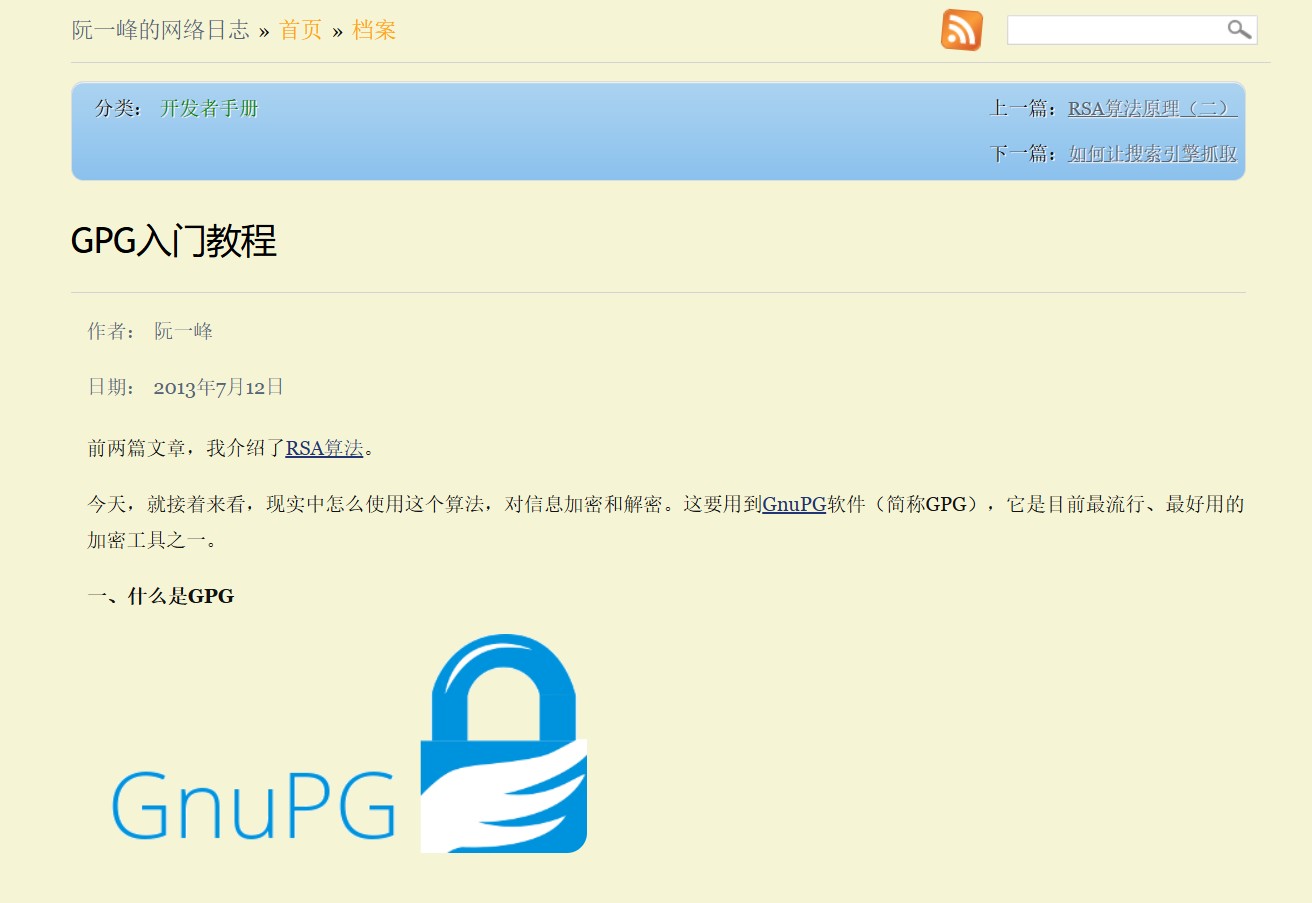 阮一峰的网络日志 » 首页 » 档案
分类： 开发者手册
上一篇：RSA算法原理（二）
下一篇：如何让搜索引擎抓取
GPG入门教程
作者： 阮一峰
日期： 2013年7月12日
前两篇文章，我介绍了RSA算法。
今天，就接着来看，现实中怎么使用这个算法，对信息加密和解密。这要用到GnuPG软件（简称GPG），它是目前最流行、最好用的
加密工具之一。
一、什么是GPG
GnuPG